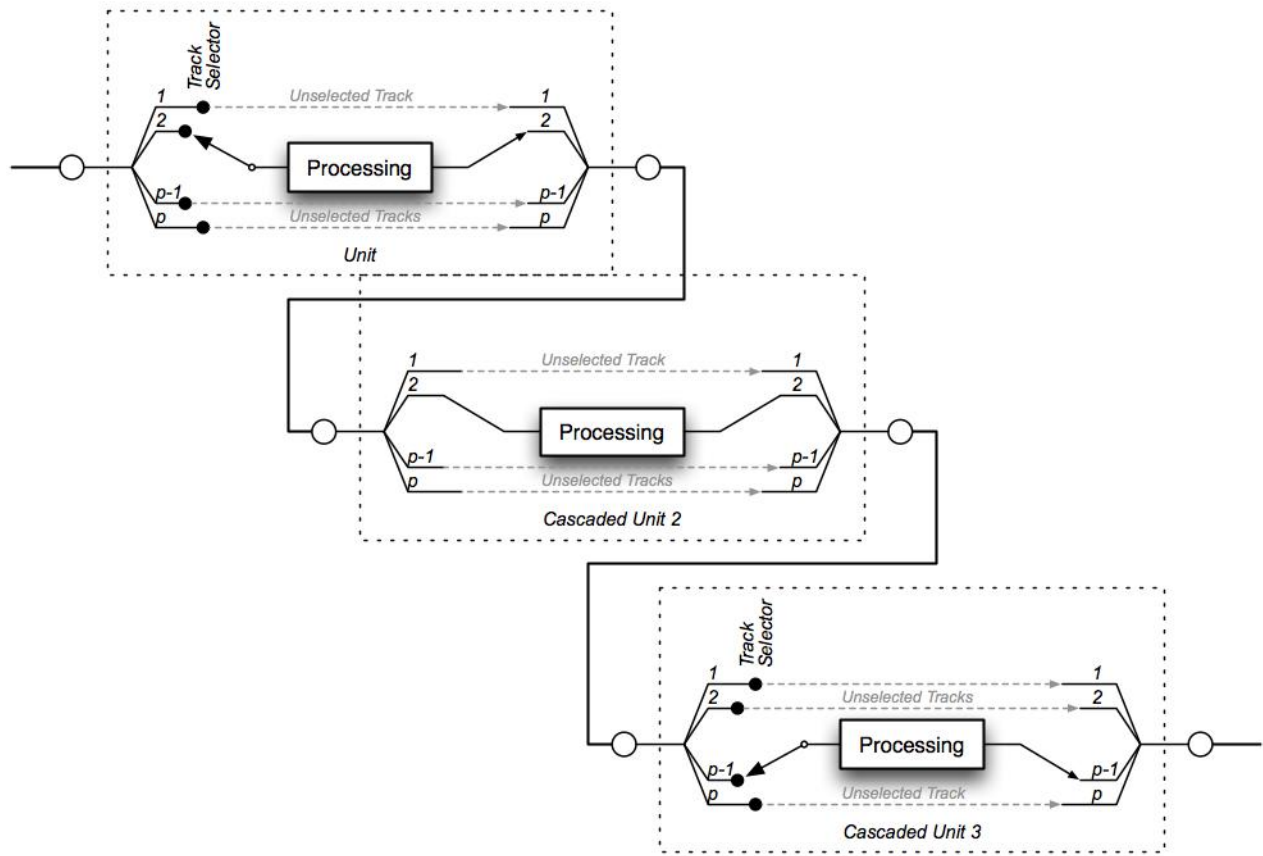 Track
Selector
1 Unselected Track 1
2 2
Processing
p-1 p-1
p Unselected Tracks p
Unit
1 Unselected Track 1
2 2
Processing
p-1 p-1
p Unselected Tracks p
Cascaded Unit 2
Track
Selector
1 1
2 Unselected Tracks 2
Processing
p-1 p-1
p Unselected Track p
Cascaded Unit 3